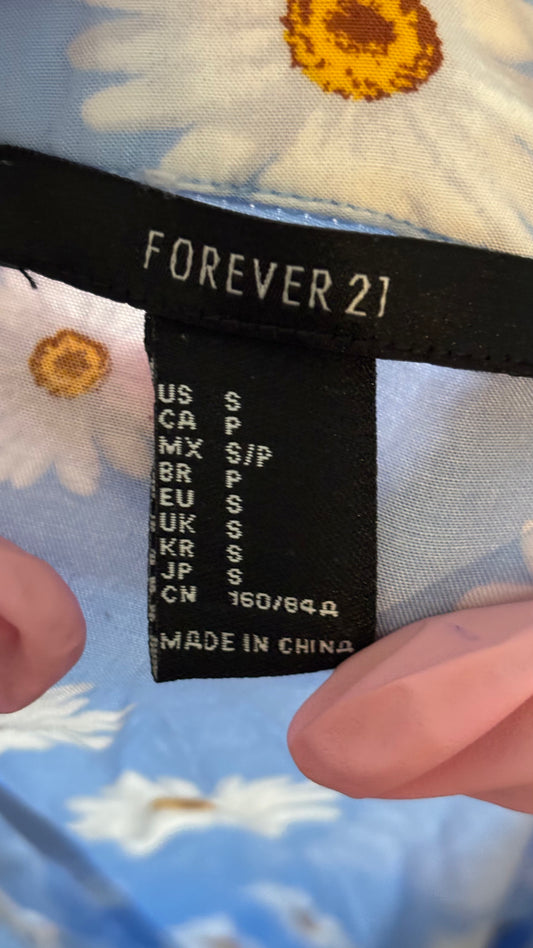 FOREVER 21
US S
CA P
MX S/P
BR P
EU S
UK S
KR S
JP S
CN 160/84A
MADE IN CHINA